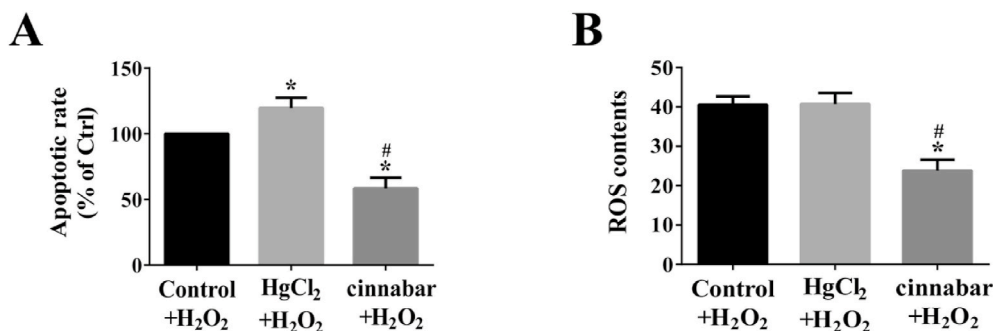 A
Apoptotic rate
(% of Ctrl)
150
100
50
0
*
#
*
Control
+H₂O₂
HgCl₂
+H₂O₂
cinnabar
+H₂O₂
B
ROS contents
50
40
30
20
10
0
#
*
Control
+H₂O₂
HgCl₂
+H₂O₂
cinnabar
+H₂O₂